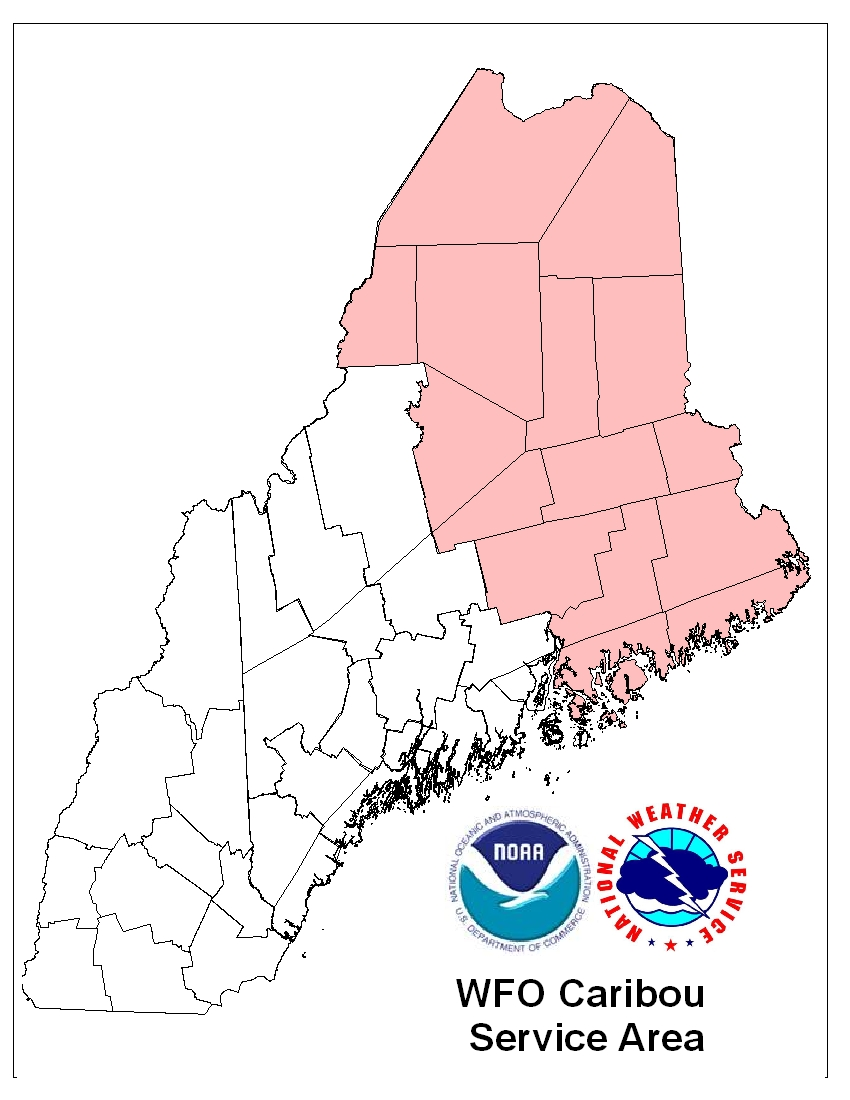 NATIONAL OCEANIC AND ATMOSPHERIC ADMINISTRATION
NOAA
U.S. DEPARTMENT OF COMMERCE
NATIONAL WEATHER SERVICE
WFO Caribou
Service Area